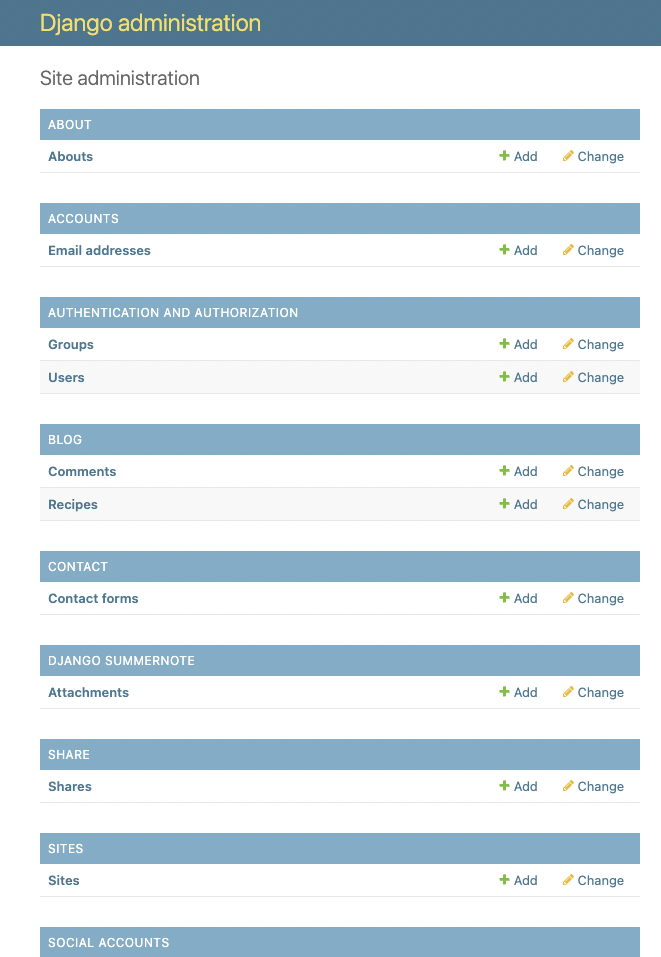 Django administration
Site administration
ABOUT
Abouts Add Change
ACCOUNTS
Email addresses Add Change
AUTHENTICATION AND AUTHORIZATION
Groups Add Change
Users Add Change
BLOG
Comments Add Change
Recipes Add Change
CONTACT
Contact forms Add Change
DJANGO SUMMERNOTE
Attachments Add Change
SHARE
Shares Add Change
SITES
Sites Add Change
SOCIAL ACCOUNTS